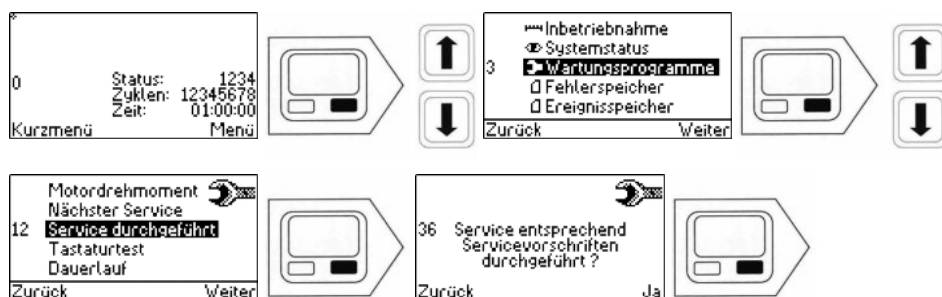 0
Status: 1234
Zyklen: 12345678
Zeit: 01:00:00
Kurzmenü Menü
Inbetriebnahme
Systemstatus
3 Wartungsprogramme
Fehlerspeicher
Ereignisspeicher
Zurück Weiter
Motordrehmoment
Nächster Service
12 Service durchgeführt
Tastaturtest
Dauerlauf
Zurück Weiter
36 Service entsprechend
Servicevorschriften
durchgeführt ?
Zurück Ja